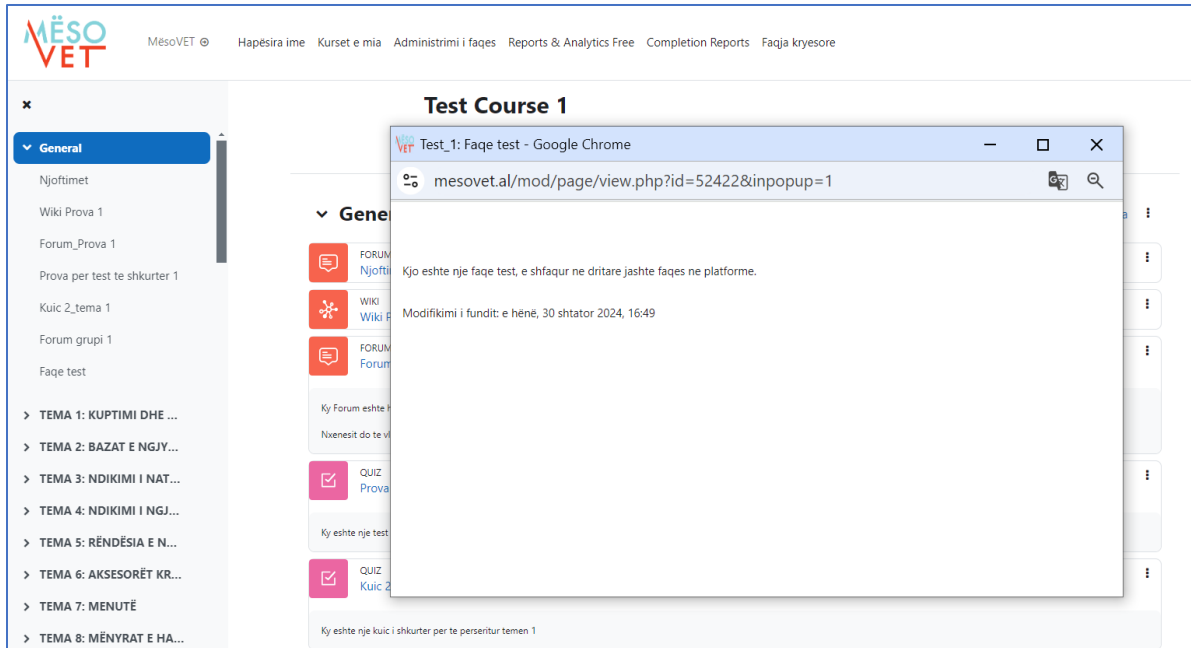 MËSO
VET
MësoVET
Hapësira ime Kurset e mia Administrimi i faqes Reports & Analytics Free Completion Reports Faqja kryesore
General
Njoftimet
Wiki Prova 1
Forum_Prova 1
Prova per test te shkurter 1
Kuic 2_tema 1
Forum grupi 1
Faqe test
TEMA 1: KUPTIMI DHE ...
TEMA 2: BAZAT E NGJY...
TEMA 3: NDIKIMI I NAT...
TEMA 4: NDIKIMI I NGJ...
TEMA 5: RËNDËSIA E N...
TEMA 6: AKSESORËT KR...
TEMA 7: MENUTË
TEMA 8: MËNYRAT E HA...
Test Course 1
Gene
FORUM
Njofti
WIKI
Wiki P
FORUM
Forum
Ky Forum eshte h
Nxenesit do te vl
QUIZ
Prova
Ky eshte nje test
QUIZ
Kuic 2
Ky eshte nje kuic i shkurter per te perseritur temen 1
MËSO
VET
Test_1: Faqe test - Google Chrome
mesovet.al/mod/page/view.php?id=52422&inpopup=1
Kjo eshte nje faqe test, e shfaqur ne dritare jashte faqes ne platforme.
Modifikimi i fundit: e hënë, 30 shtator 2024, 16:49
a